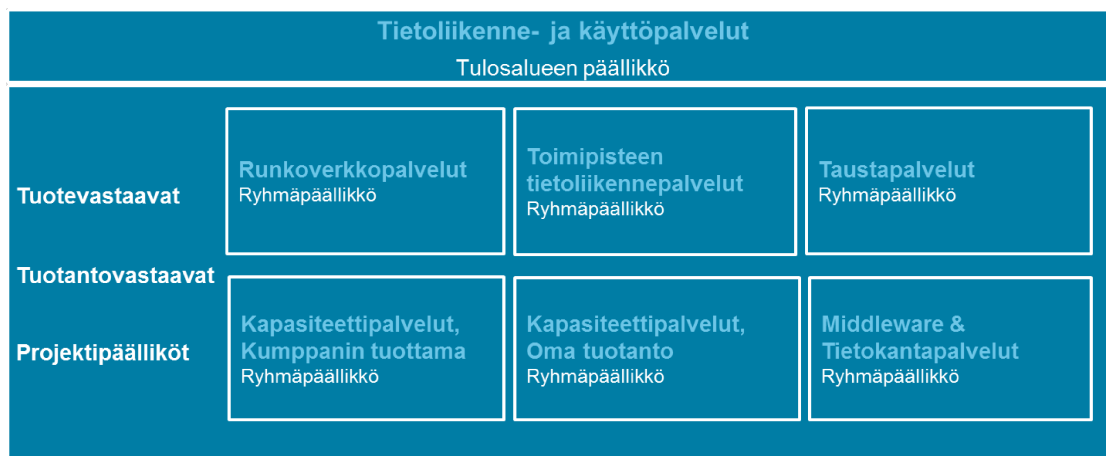 Tietoliikenne- ja käyttöpalvelut
Tulosalueen päällikkö
Tuotevastaavat
Tuotantovastaavat
Projektipäälliköt
Runkoverkkopalvelut
Ryhmäpäällikkö
Toimipisteen
tietoliikennepalvelut
Ryhmäpäällikkö
Taustapalvelut
Ryhmäpäällikkö
Kapasiteettipalvelut,
Kumppanin tuottama
Ryhmäpäällikkö
Kapasiteettipalvelut,
Oma tuotanto
Ryhmäpäällikkö
Middleware &
Tietokantapalvelut
Ryhmäpäällikkö